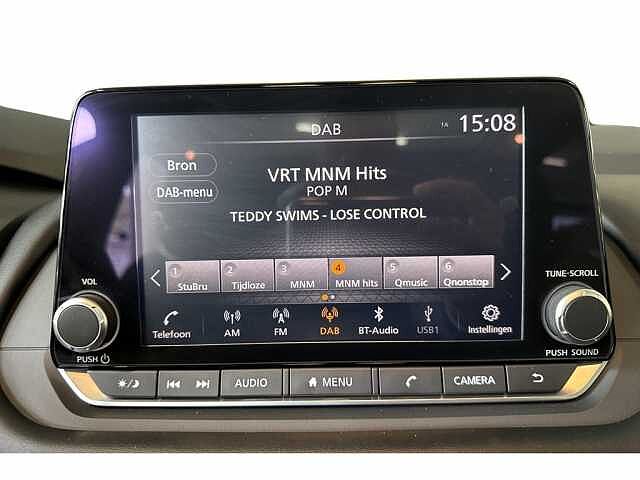 DAB
1A 15:08
Bron
DAB-menu
VRT MNM Hits
POP M
TEDDY SWIMS - LOSE CONTROL
1 StuBru
2 Tijdloze
3 MNM
4 MNM hits
5 Qmusic
6 Qnonstop
Telefoon
AM
FM
DAB
BT-Audio
USB1
Instellingen
VOL
PUSH
TUNE-SCROLL
PUSH SOUND
AUDIO
MENU
CAMERA